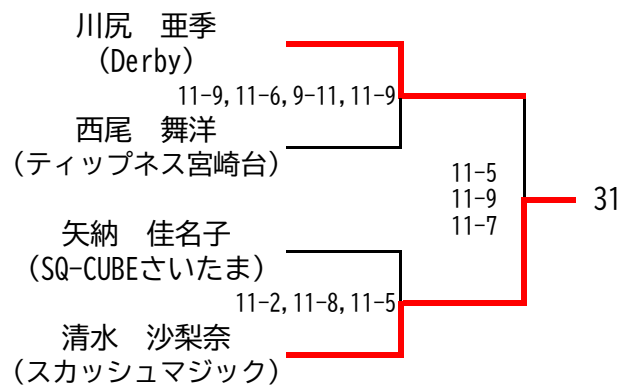 川尻　亜季
(Derby)
11-9,11-6,9-11,11-9
西尾　舞洋
(ティップネス宮崎台)
11-5
11-9
11-7
31
矢納　佳名子
(SQ-CUBEさいたま)
11-2,11-8,11-5
清水　沙梨奈
(スカッシュマジック)